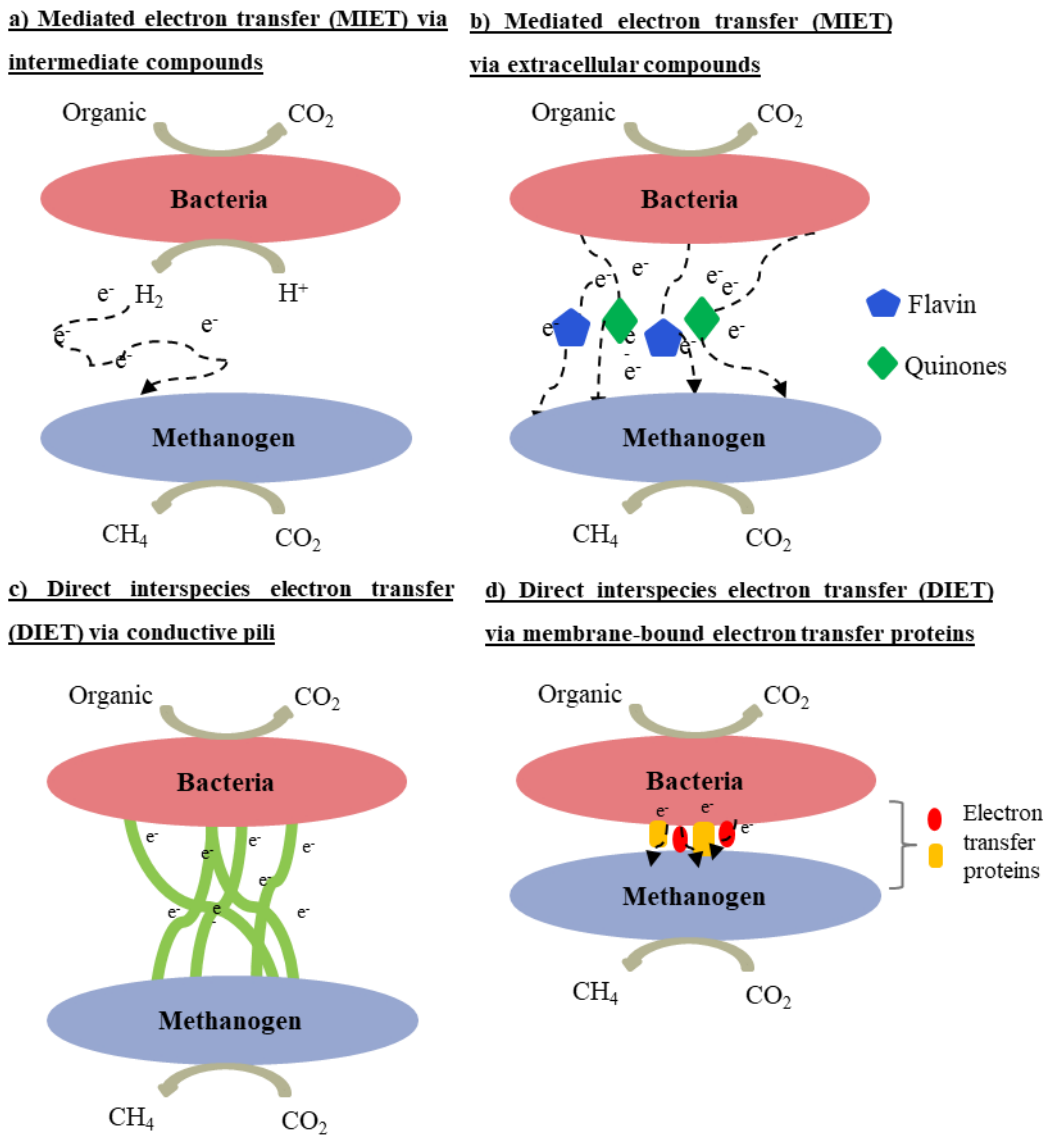 a) Mediated electron transfer (MIET) via
intermediate compounds
Organic
CO2
Bacteria
H2
H+
e-
e-
e-
e-
Methanogen
CH4
CO2
b) Mediated electron transfer (MIET)
via extracellular compounds
Organic
CO2
Bacteria
e-
e-
e-
e-
e-
e
-
e-
e-
e-
Flavin
Quinones
Methanogen
CH4
CO2
c) Direct interspecies electron transfer
(DIET) via conductive pili
Organic
CO2
Bacteria
e-
e-
e-
e-
e-
e-
e
-
e-
Methanogen
CH4
CO2
d) Direct interspecies electron transfer (DIET)
via membrane-bound electron transfer proteins
Organic
CO2
Bacteria
e-
e-
e-
Electron
transfer
proteins
Methanogen
CH4
CO2